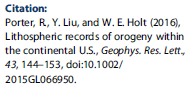 Citation:
Porter, R., Y. Liu, and W. E. Holt (2016),
Lithospheric records of orogeny within
the continental U.S., Geophys. Res. Lett.,
43, 144–153, doi:10.1002/
2015GL066950.